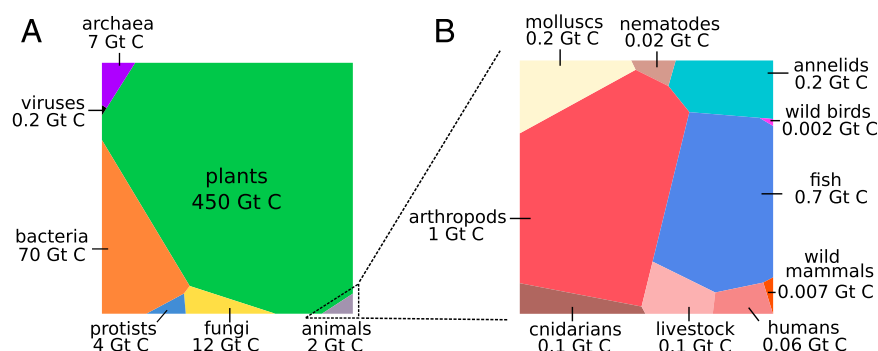 A
archaea
7 Gt C
viruses
0.2 Gt C
plants
450 Gt C
bacteria
70 Gt C
protists
4 Gt C
fungi
12 Gt C
animals
2 Gt C
B
molluscs
0.2 Gt C
nematodes
0.02 Gt C
annelids
0.2 Gt C
wild birds
0.002 Gt C
fish
0.7 Gt C
arthropods
1 Gt C
wild
mammals
0.007 Gt C
cnidarians
0.1 Gt C
livestock
0.1 Gt C
humans
0.06 Gt C